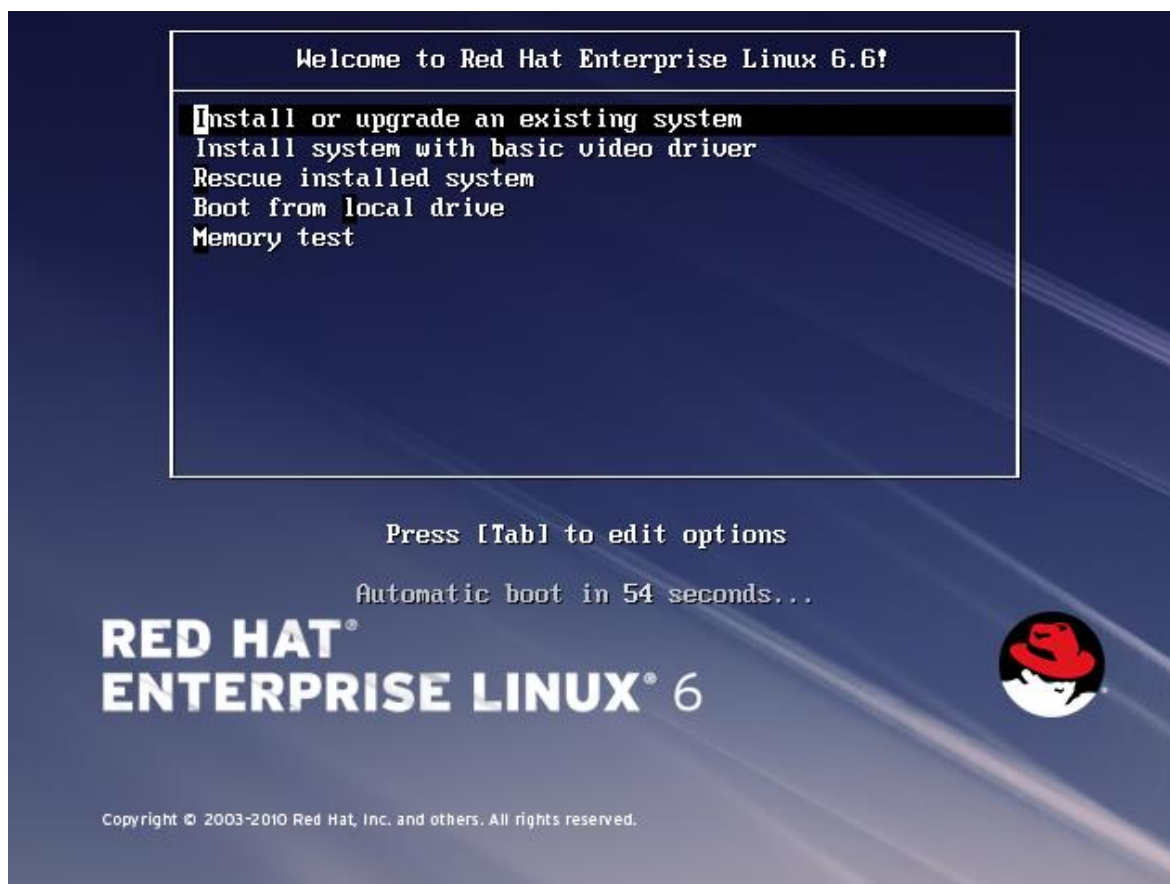 Welcome to Red Hat Enterprise Linux 6.6!
Install or upgrade an existing system
Install system with basic video driver
Rescue installed system
Boot from local drive
Memory test
Press [Tab] to edit options
Automatic boot in 54 seconds...
RED HAT®
ENTERPRISE LINUX® 6
Copyright © 2003-2010 Red Hat, Inc. and others. All rights reserved.